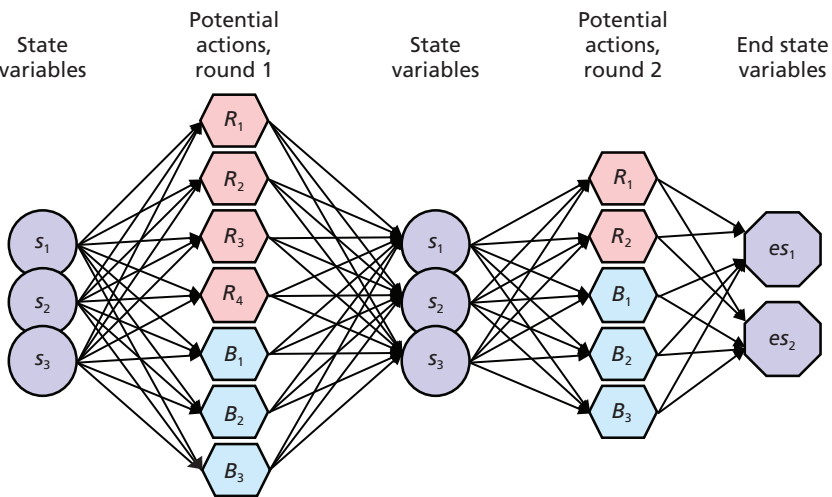 State
variables
Potential
actions,
round 1
State
variables
Potential
actions,
round 2
End state
variables
s₁
s₂
s₃
R₁
R₂
R₃
R₄
B₁
B₂
B₃
s₁
s₂
s₃
R₁
R₂
B₁
B₂
B₃
es₁
es₂